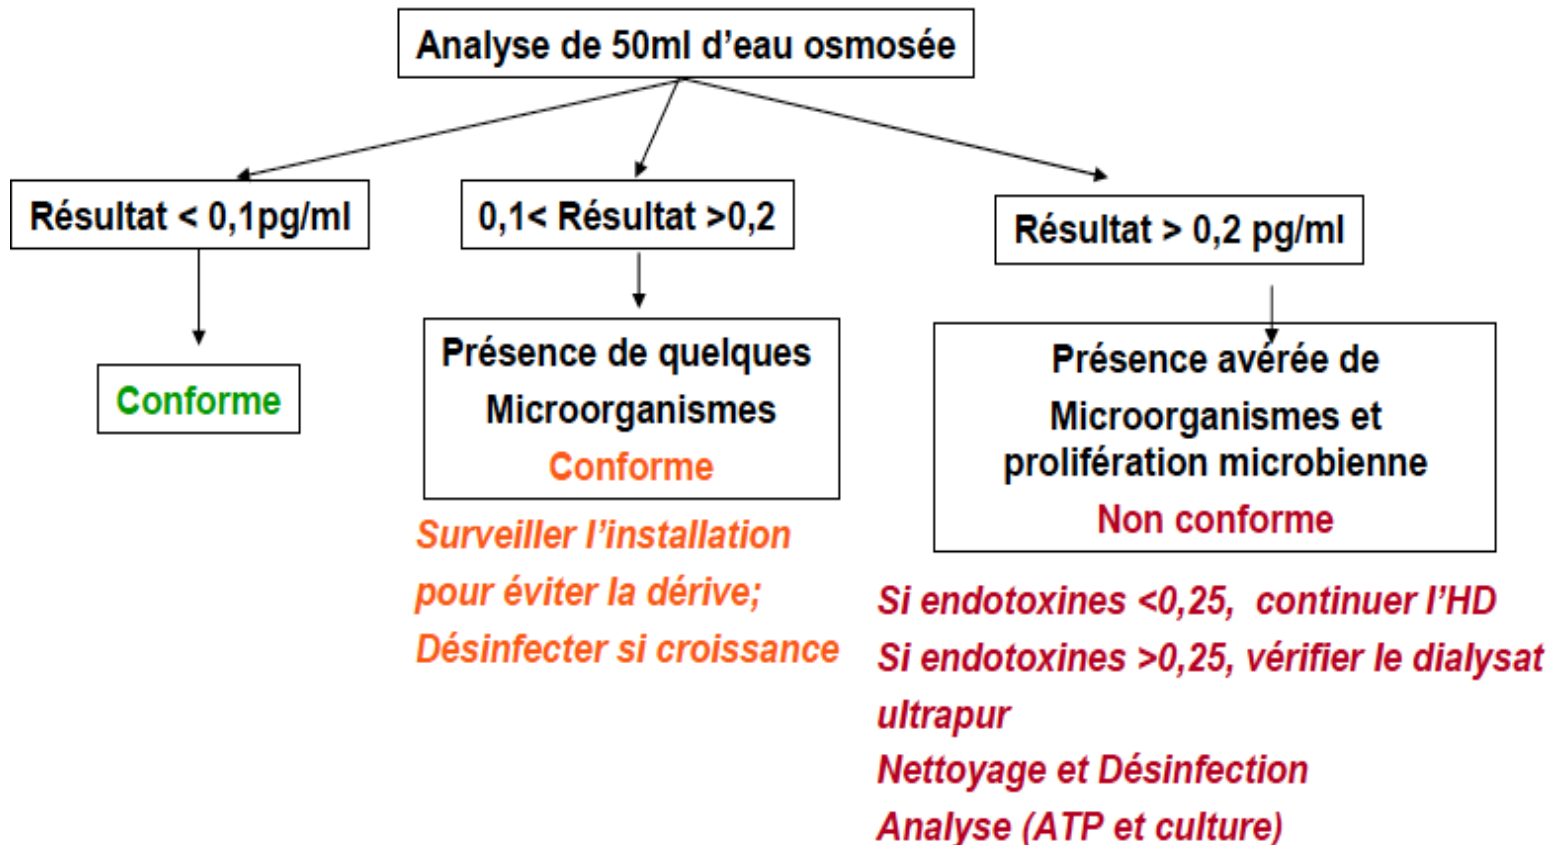 Analyse de 50ml d’eau osmosée
Résultat < 0,1pg/ml
0,1< Résultat >0,2
Résultat > 0,2 pg/ml
Conforme
Présence de quelques
Microorganismes
Conforme
Surveiller l’installation
pour éviter la dérive;
Désinfecter si croissance
Présence avérée de
Microorganismes et
prolifération microbienne
Non conforme
Si endotoxines <0,25, continuer l’HD
Si endotoxines >0,25, vérifier le dialysat
ultrapur
Nettoyage et Désinfection
Analyse (ATP et culture)